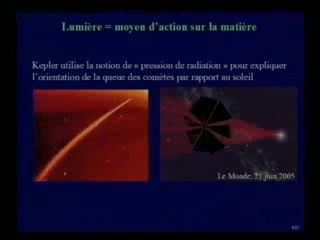 Lumière = moyen d'action sur la matière
Kepler utilise la notion de « pression de radiation » pour expliquer
l'orientation de la queue des comètes par rapport au soleil
Le Monde, 21 juin 2005